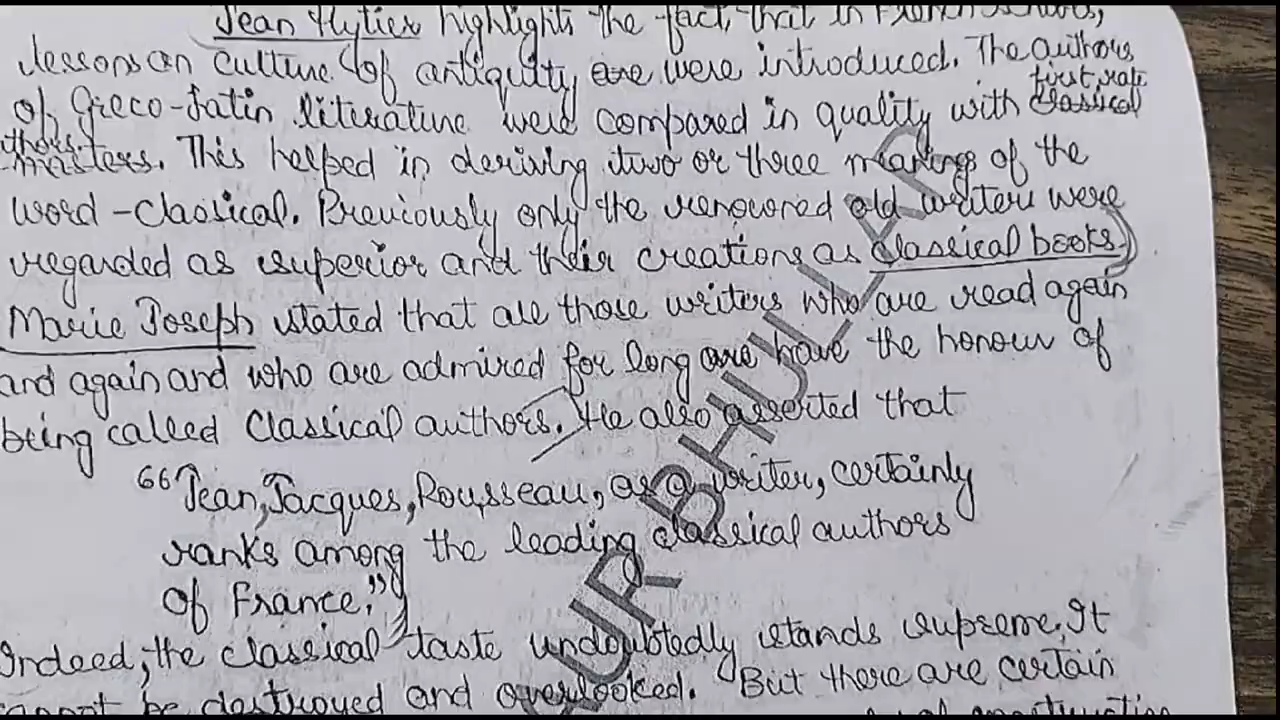 Jean Hytier highlights the fact, that in French schools,
lessons on culture of antiquity are were introduced. The authors
of Greco-Latin literature were compared in quality with first rate classical
masters. This helped in deriving two or three meanings of the
word - classical. Previously only the renowned old writers were
regarded as superior and their creations as classical books.
Marie Joseph stated that all those writers who are read again
and again and who are admired for long are have the honour of
being called Classical authors. He also asserted that
"Jean, Jacques, Rousseau, as a writer, certainly
ranks among the leading classical authors
of France."
Indeed, the classical taste undoubtedly stands supreme. It
cannot be destroyed and overlooked. But there are certain
UR BHULL